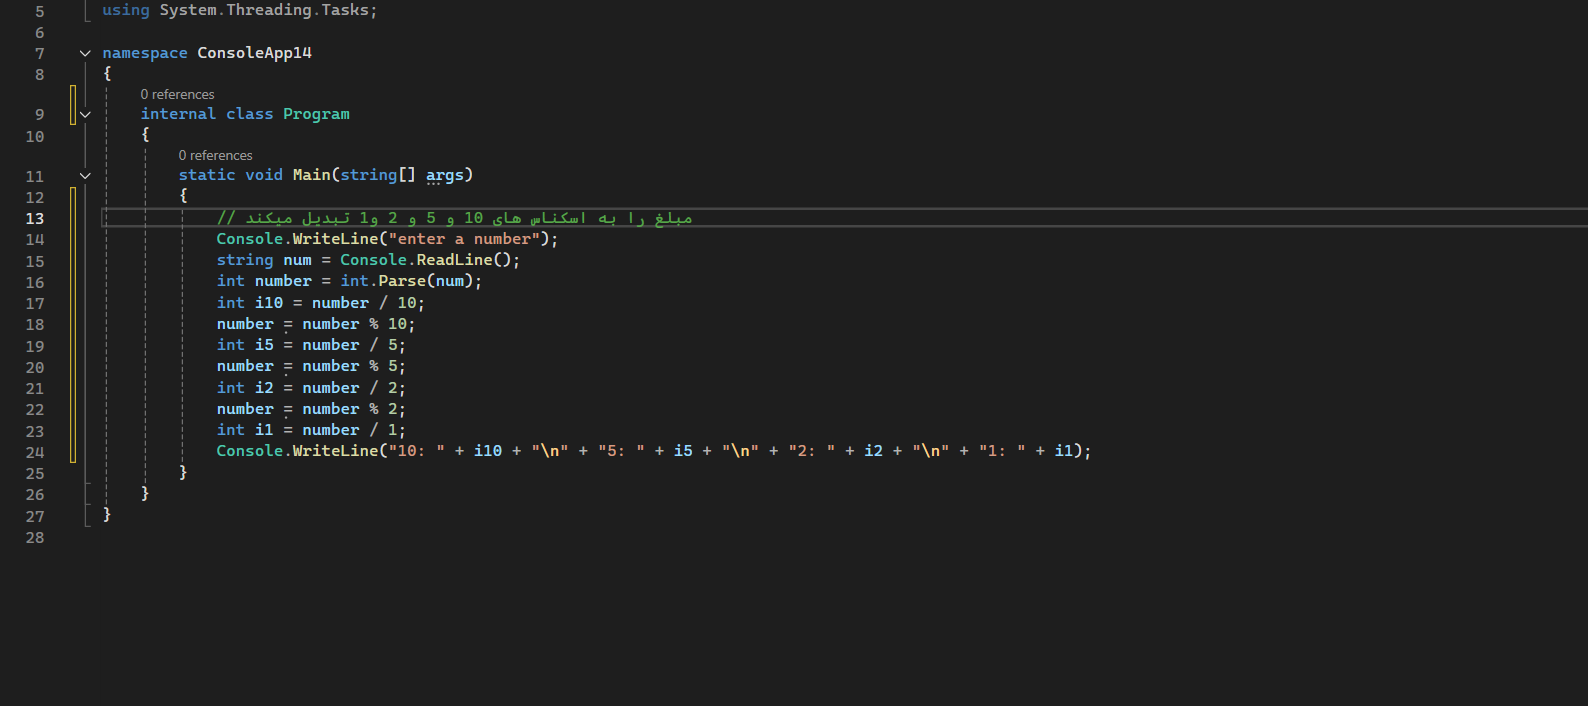 5 using System.Threading.Tasks;
6
7 namespace ConsoleApp14
8 {
0 references
9 internal class Program
10 {
0 references
11 static void Main(string[] args)
12 {
13 // مبلغ را به اسکناس های 10 و 5 و 2 و1 تبدیل میکند
14 Console.WriteLine("enter a number");
15 string num = Console.ReadLine();
16 int number = int.Parse(num);
17 int i10 = number / 10;
18 number = number % 10;
19 int i5 = number / 5;
20 number = number % 5;
21 int i2 = number / 2;
22 number = number % 2;
23 int i1 = number / 1;
24 Console.WriteLine("10: " + i10 + "\n" + "5: " + i5 + "\n" + "2: " + i2 + "\n" + "1: " + i1);
25 }
26 }
27 }
28